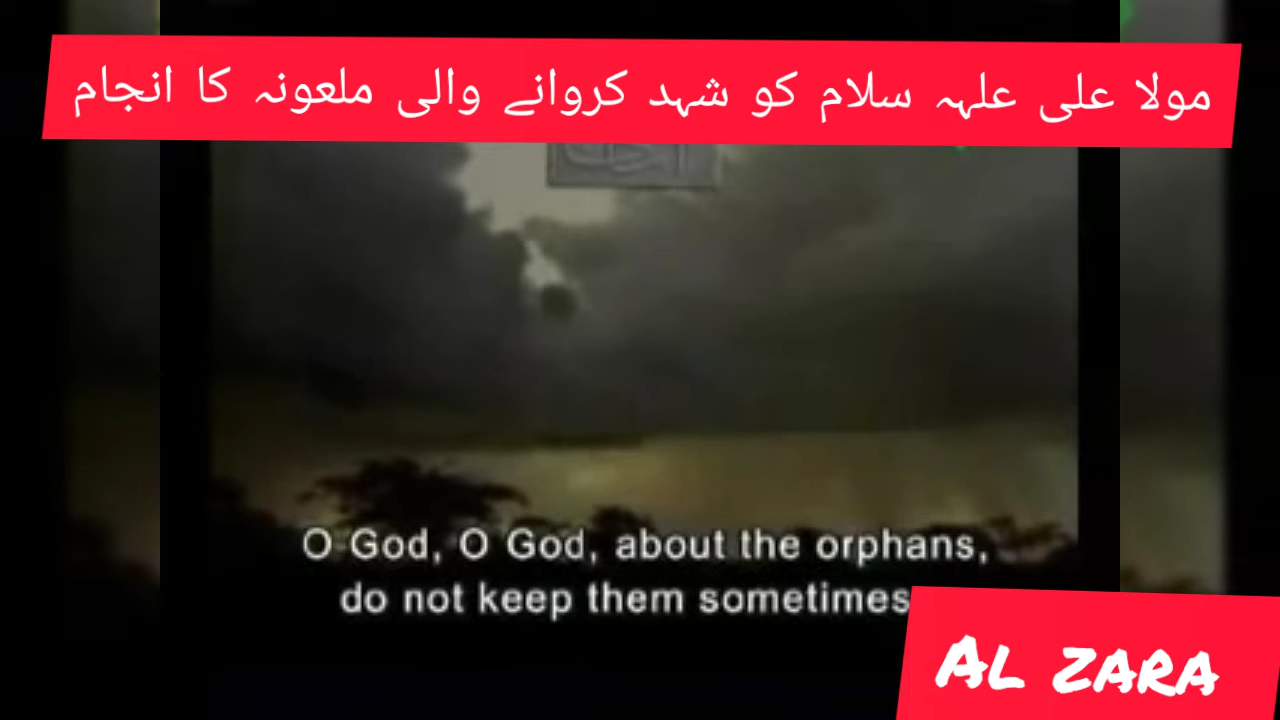 مولا علی علہہ سلام کو شہد کروانے والی ملعونہ کا انجام
O God, O God, about the orphans,
do not keep them sometimes
AL ZARA